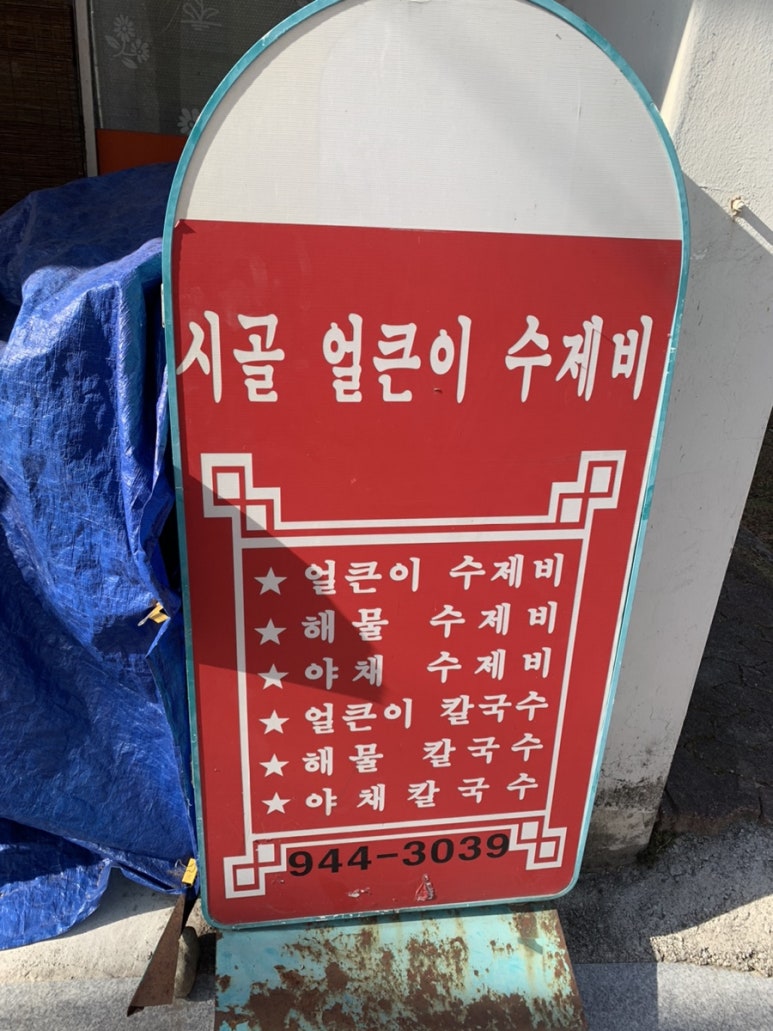 시골 얼큰이 수제비
★ 얼큰이 수제비
★ 해물 수제비
★ 야채 수제비
★ 얼큰이 칼국수
★ 해물 칼국수
★ 야채칼국수
944-3039